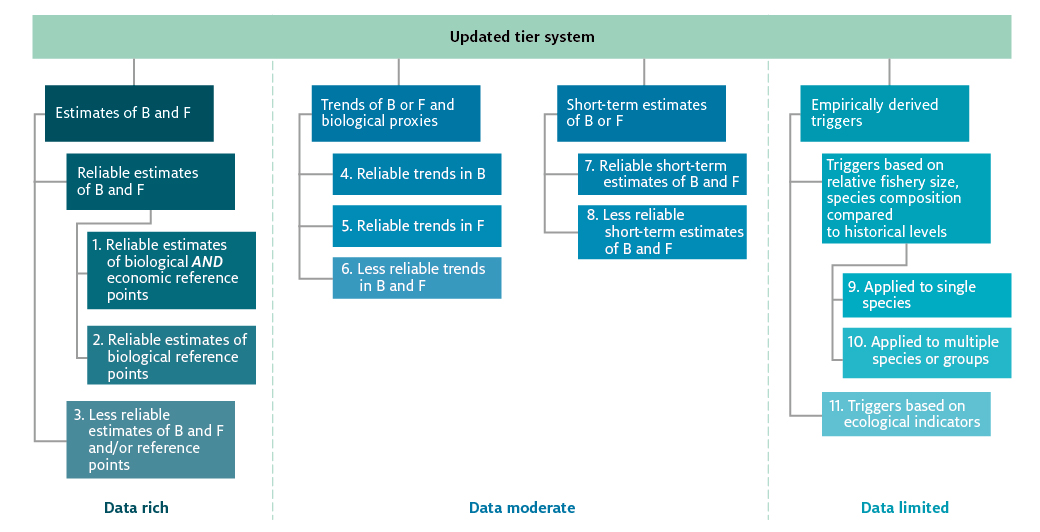 Updated tier system
Estimates of B and F
Reliable estimates
of B and F
1. Reliable estimates
of biological AND
economic reference
points
2. Reliable estimates of
biological reference
points
3. Less reliable
estimates of B and F
and/or reference
points
Data rich
Trends of B or F and
biological proxies
4. Reliable trends in B
5. Reliable trends in F
6. Less reliable trends
in B and F
Short-term estimates
of B or F
7. Reliable short-term
estimates of B and F
8. Less reliable
short-term estimates
of B and F
Data moderate
Empirically derived
triggers
Triggers based on
relative fishery size,
species composition
compared
to historical levels
9. Applied to single
species
10. Applied to multiple
species or groups
11. Triggers based on
ecological indicators
Data limited